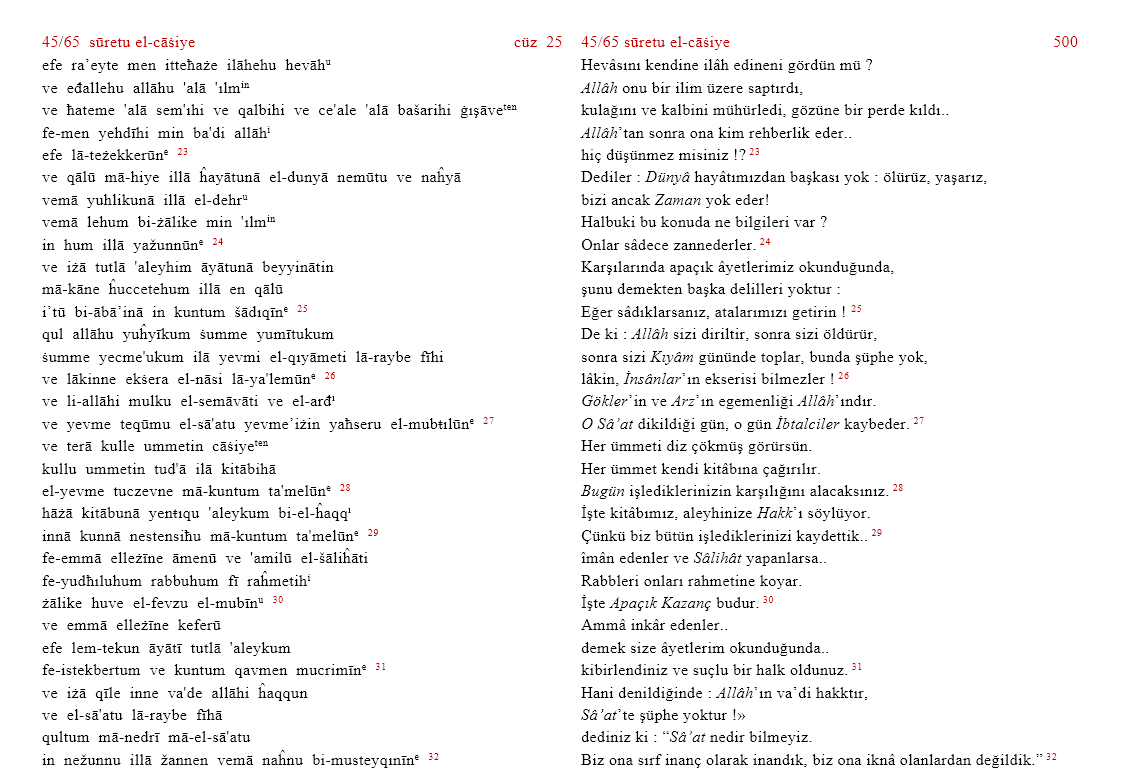 45/65 sūretu el-cāśiye cüz 25
efe ra’eyte men itteħaże ilāhehu hevāhᵘ
ve eđallehu allāhu 'alā 'ılmⁱⁿ
ve ħateme 'alā sem'ıhi ve qalbihi ve ce'ale 'alā bašarihi ġışāveᵗᵉⁿ
fe-men yehdīhi min ba'di allāhⁱ
efe lā-teżekkerūnᵉ ²³
ve qālū mā-hiye illā ĥayātunā el-dunyā nemūtu ve naĥyā
vemā yuhlikunā illā el-dehrᵘ
vemā lehum bi-żālike min 'ılmⁱⁿ
in hum illā yažunnūnᵉ ²⁴
ve iżā tutlā 'aleyhim āyātunā beyyinātin
mā-kāne ĥuccetehum illā en qālū
i’tū bi-ābā’inā in kuntum šādıqīnᵉ ²⁵
qul allāhu yuĥyīkum śumme yumītukum
śumme yecme'ukum ilā yevmi el-qıyāmeti lā-raybe fīhi
ve lākinne ekśera el-nāsi lā-ya'lemūnᵉ ²⁶
ve li-allāhi mulku el-semāvāti ve el-arđᶦ
ve yevme teqūmu el-sā'atu yevme’iżin yaħseru el-mubŧılūnᵉ ²⁷
ve terā kulle ummetin cāśiyeᵗᵉⁿ
kullu ummetin tud'ā ilā kitābihā
el-yevme tuczevne mā-kuntum ta'melūnᵉ ²⁸
hāżā kitābunā yenŧıqu 'aleykum bi-el-ĥaqqᶦ
innā kunnā nestensiħu mā-kuntum ta'melūnᵉ ²⁹
fe-emmā elleżīne āmenū ve 'amilū el-šāliĥāti
fe-yudħıluhum rabbuhum fī raĥmetihⁱ
żālike huve el-fevzu el-mubīnᵘ ³⁰
ve emmā elleżīne keferū
efe lem-tekun āyātī tutlā 'aleykum
fe-istekbertum ve kuntum qavmen mucrimīnᵉ ³¹
ve iżā qīle inne va'de allāhi ĥaqqun
ve el-sā'atu lā-raybe fīhā
qultum mā-nedrī mā-el-sā'atu
in nežunnu illā žannen vemā naĥnu bi-musteyqınīnᵉ ³²
45/65 sūretu el-cāśiye 500
Hevâsını kendine ilâh edineni gördün mü ?
Allâh onu bir ilim üzere saptırdı,
kulağını ve kalbini mühürledi, gözüne bir perde kıldı..
Allâh’tan sonra ona kim rehberlik eder..
hiç düşünmez misiniz !? ²³
Dediler : Dünyâ hayâtımızdan başkası yok : ölürüz, yaşarız,
bizi ancak Zaman yok eder!
Halbuki bu konuda ne bilgileri var ?
Onlar sâdece zannederler. ²⁴
Karşılarında apaçık âyetlerimiz okunduğunda,
şunu demekten başka delilleri yoktur :
Eğer sâdıklarsanız, atalarımızı getirin ! ²⁵
De ki : Allâh sizi diriltir, sonra sizi öldürür,
sonra sizi Kıyâm gününde toplar, bunda şüphe yok,
lâkin, İnsânlar’ın ekserisi bilmezler ! ²⁶
Gökler’in ve Arz’ın egemenliği Allâh’ındır.
O Sâ’at dikildiği gün, o gün İbtalciler kaybeder. ²⁷
Her ümmeti diz çökmüş görürsün.
Her ümmet kendi kitâbına çağırılır.
Bugün işlediklerinizin karşılığını alacaksınız. ²⁸
İşte kitâbımız, aleyhinize Hakk’ı söylüyor.
Çünkü biz bütün işlediklerinizi kaydettik.. ²⁹
îmân edenler ve Sâlihât yapanlarsa..
Rabbleri onları rahmetine koyar.
İşte Apaçık Kazanç budur. ³⁰
Ammâ inkâr edenler..
demek size âyetlerim okunduğunda..
kibirlendiniz ve suçlu bir halk oldunuz. ³¹
Hani denildiğinde : Allâh’ın va’di hakktır,
Sâ’at’te şüphe yoktur !»
dediniz ki : “Sâ’at nedir bilmeyiz.
Biz ona sırf inanç olarak inandık, biz ona iknâ olanlardan değildik.” ³²